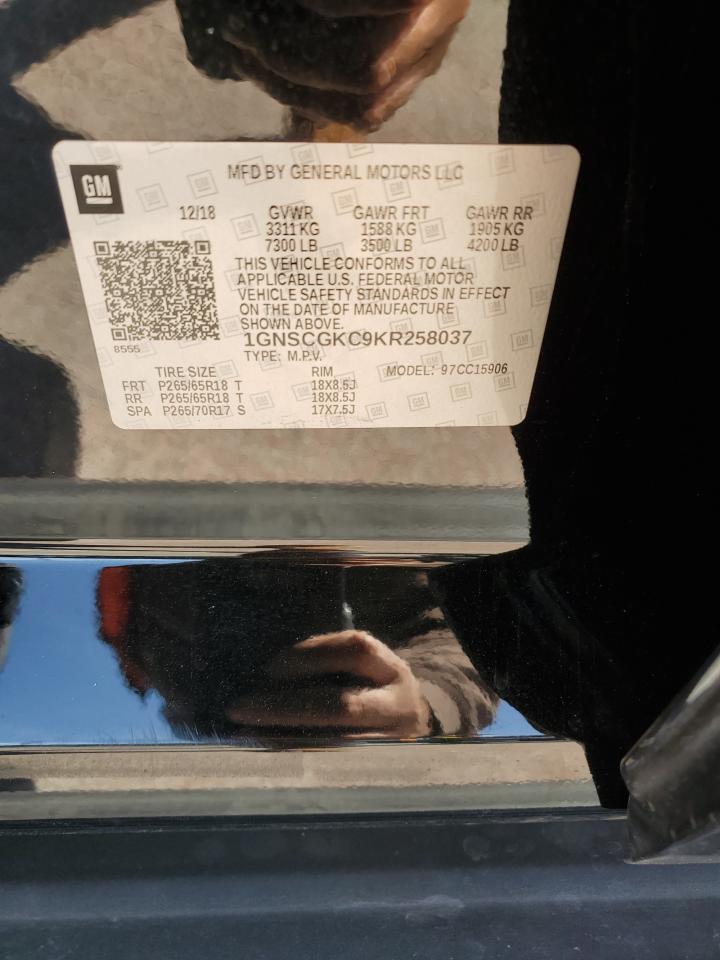 GM
MFD BY GENERAL MOTORS LLC
12/18 GVWR GAWR FRT GAWR RR
3311 KG 1588 KG 1905 KG
7300 LB 3500 LB 4200 LB
THIS VEHICLE CONFORMS TO ALL
APPLICABLE U.S. FEDERAL MOTOR
VEHICLE SAFETY STANDARDS IN EFFECT
ON THE DATE OF MANUFACTURE
SHOWN ABOVE.
1GNSCGKC9KR258037
8555
TYPE: M.P.V.
TIRE SIZE RIM MODEL: 97CC15906
FRT P265/65R18 T 18X8.5J
RR P265/65R18 T 18X8.5J
SPA P265/70R17 S 17X7.5J